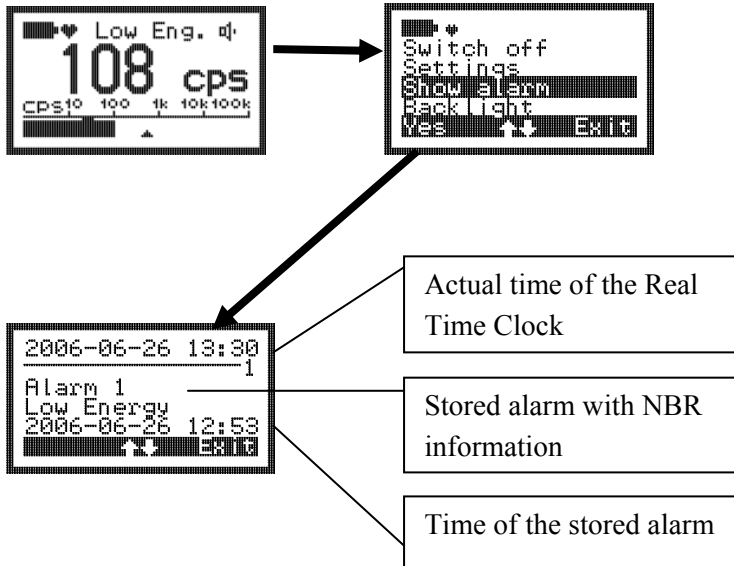 Low Eng.
108 cps
CPS 10 100 1k 10k 100k
Switch off
Settings
Show alarm
Backlight
Yes Exit
Actual time of the Real
Time Clock
2006-06-26 13:30
1
Alarm 1
Low Energy
2006-06-26 12:53
Exit
Stored alarm with NBR
information
Time of the stored alarm